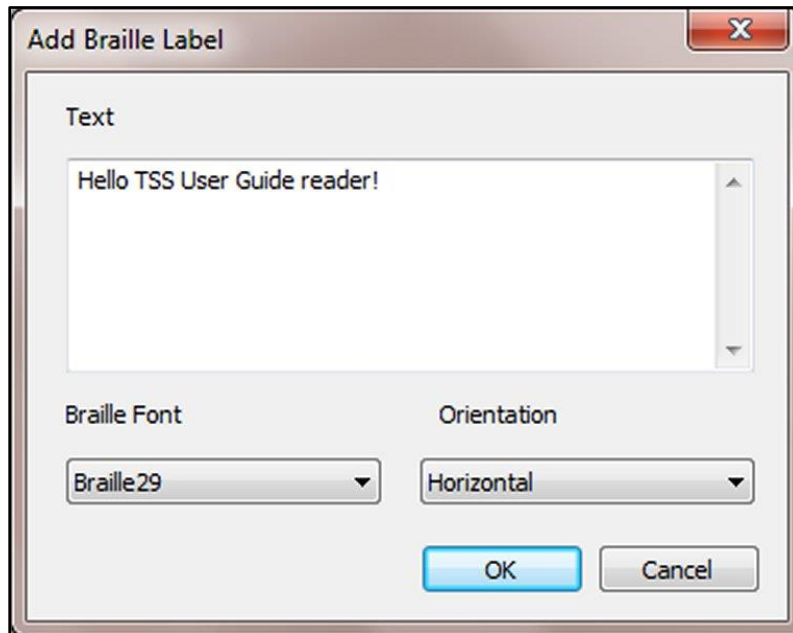 Add Braille Label
Text
Hello TSS User Guide reader!
Braille Font Orientation
Braille29 Horizontal
OK Cancel